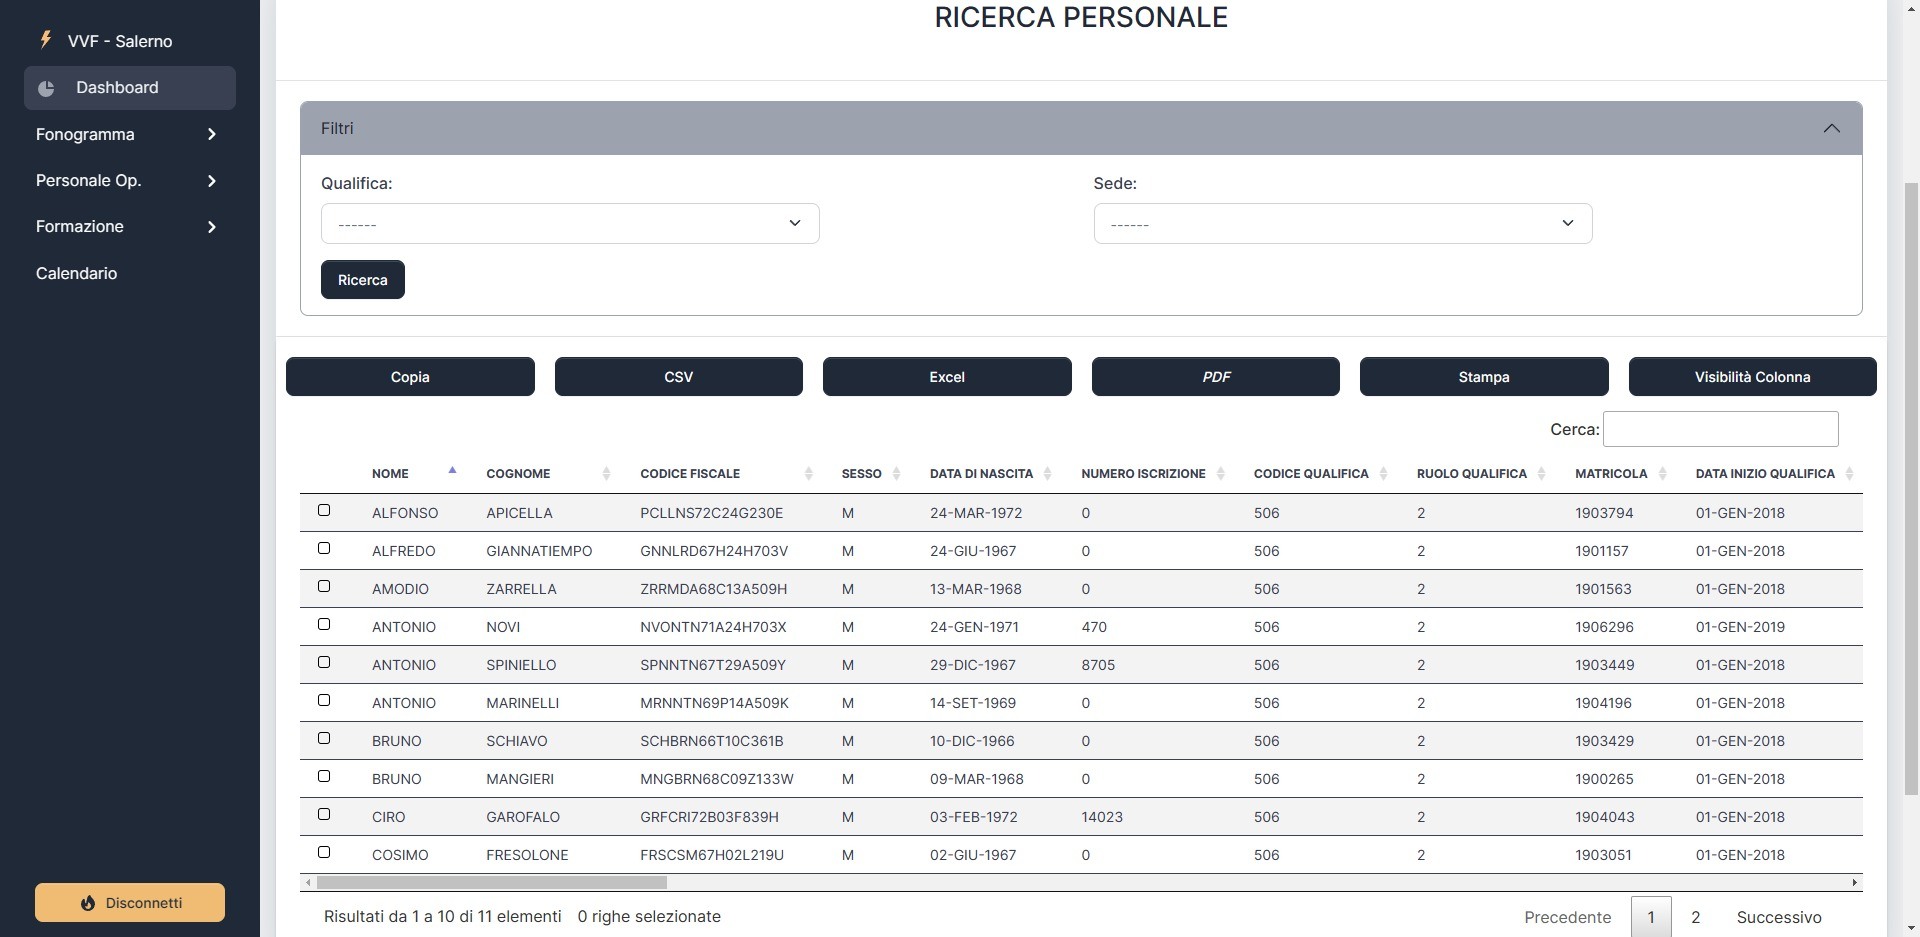 VVF - Salerno
Dashboard
Fonogramma
Personale Op.
Formazione
Calendario
Disconnetti
RICERCA PERSONALE
Filtri
Qualifica: Sede:
------ ------
Ricerca
Copia CSV Excel PDF Stampa Visibilità Colonna
Cerca:
NOME COGNOME CODICE FISCALE SESSO DATA DI NASCITA NUMERO ISCRIZIONE CODICE QUALIFICA RUOLO QUALIFICA MATRICOLA DATA INIZIO QUALIFICA
ALFONSO APICELLA PCLLNS72C24G230E M 24-MAR-1972 0 506 2 1903794 01-GEN-2018
ALFREDO GIANNATIEMPO GNNLRD67H24H703V M 24-GIU-1967 0 506 2 1901157 01-GEN-2018
AMODIO ZARRELLA ZRRMDA68C13A509H M 13-MAR-1968 0 506 2 1901563 01-GEN-2018
ANTONIO NOVI NVONTN71A24H703X M 24-GEN-1971 470 506 2 1906296 01-GEN-2019
ANTONIO SPINIELLO SPNNTN67T29A509Y M 29-DIC-1967 8705 506 2 1903449 01-GEN-2018
ANTONIO MARINELLI MRNNTN69P14A509K M 14-SET-1969 0 506 2 1904196 01-GEN-2018
BRUNO SCHIAVO SCHBRN66T10C361B M 10-DIC-1966 0 506 2 1903429 01-GEN-2018
BRUNO MANGIERI MNGBRN68C09Z133W M 09-MAR-1968 0 506 2 1900265 01-GEN-2018
CIRO GAROFALO GRFCRI72B03F839H M 03-FEB-1972 14023 506 2 1904043 01-GEN-2018
COSIMO FRESOLONE FRSCSM67H02L219U M 02-GIU-1967 0 506 2 1903051 01-GEN-2018
Risultati da 1 a 10 di 11 elementi 0 righe selezionate Precedente 1 2 Successivo